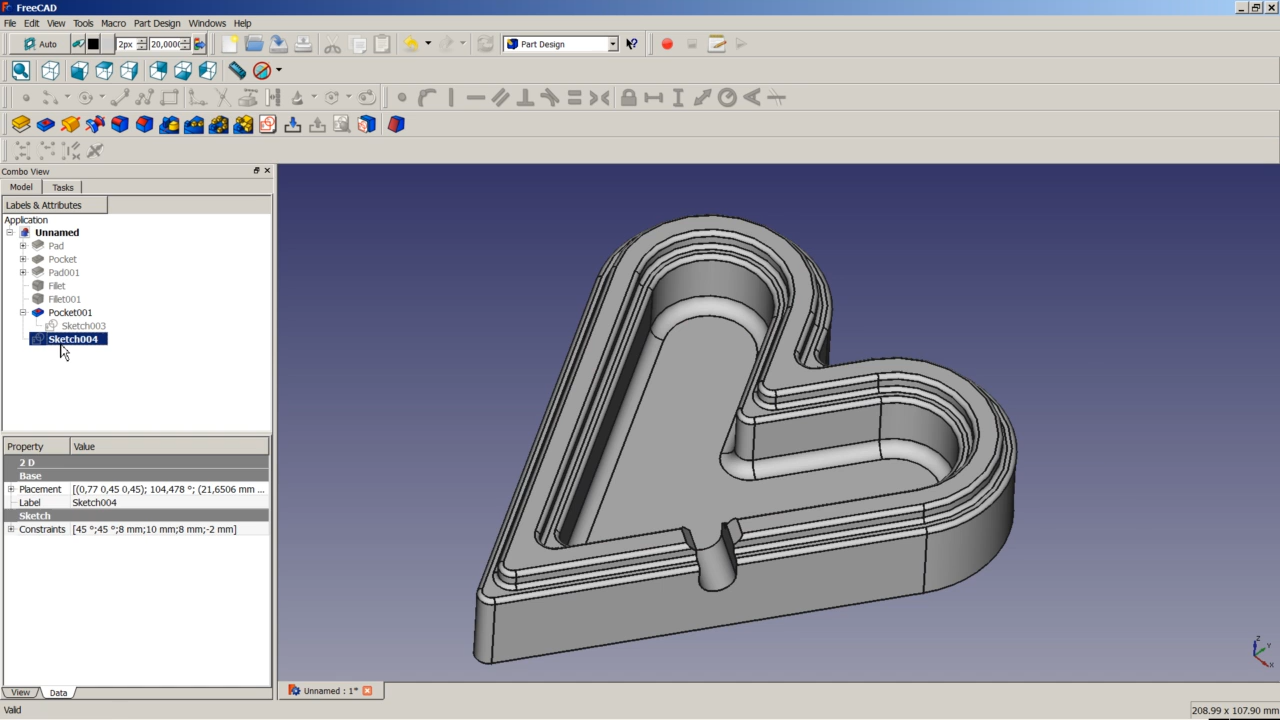 FreeCAD
File Edit View Tools Macro Part Design Windows Help
Auto 2px 20,0000 Part Design
Combo View
Model Tasks
Labels & Attributes
Application
Unnamed
Pad
Pocket
Pad001
Fillet
Fillet001
Pocket001
Sketch003
Sketch004
Property Value
2 D
Base
Placement [(0,77 0,45 0,45); 104,478 °; (21,6506 mm ...
Label Sketch004
Sketch
Constraints [45 °;45 °;8 mm;10 mm;8 mm;-2 mm]
Z
Y
X
View Data
Unnamed : 1*
Valid
208.99 x 107.90 mm